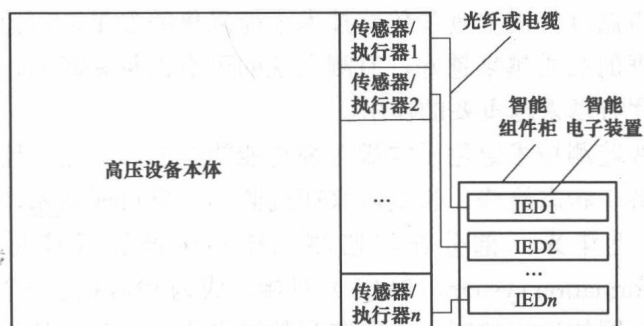 传感器/
执行器1
光纤或电缆
传感器/
执行器2
智能
组件柜
智能
电子装置
高压设备本体
...
IED1
IED2
...
传感器/
执行器n
IEDn